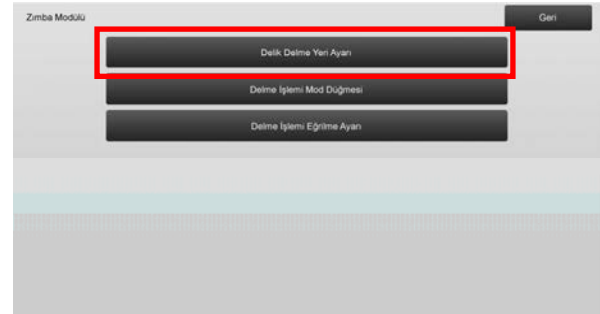 Zımba Modülü
Geri
Delik Delme Yeri Ayarı
Delme İşlemi Mod Düğmesi
Delme İşlemi Eğrilme Ayarı